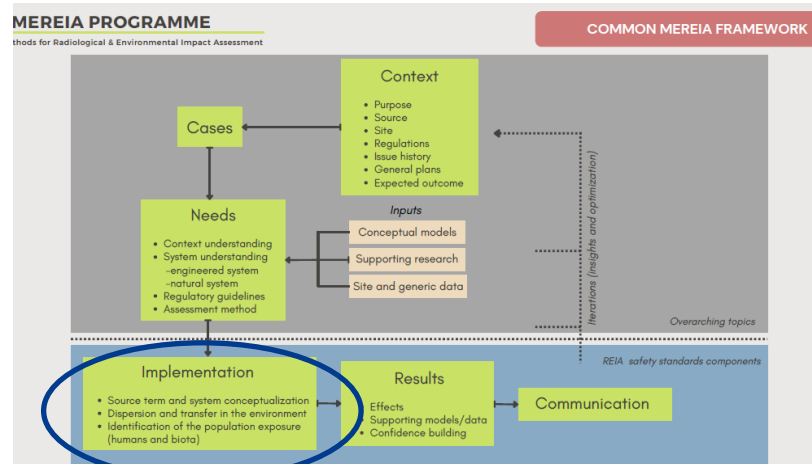 MEREIA PROGRAMME
thods for Radiological & Environmental Impact Assessment
COMMON MEREIA FRAMEWORK
Context
• Purpose
• Source
• Site
• Regulations
• Issue history
• General plans
• Expected outcome
Cases
Needs
• Context understanding
• System understanding
-engineered system
-natural system
• Regulatory guidelines
• Assessment method
Inputs
Conceptual models
Supporting research
Site and generic data
Iterations (insights and optimization)
Overarching topics
REIA safety standards components
Implementation
• Source term and system conceptualization
• Dispersion and transfer in the environment
• Identification of the population exposure
(humans and biota)
Results
• Effects
• Supporting models/data
• Confidence building
Communication